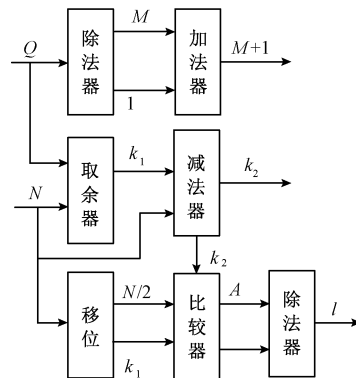 M
Q
除法器
加法器
M+1
1
k₁
N
取余器
减法器
k₂
k₂
N/2
A
移位
比较器
除法器
l
k₁